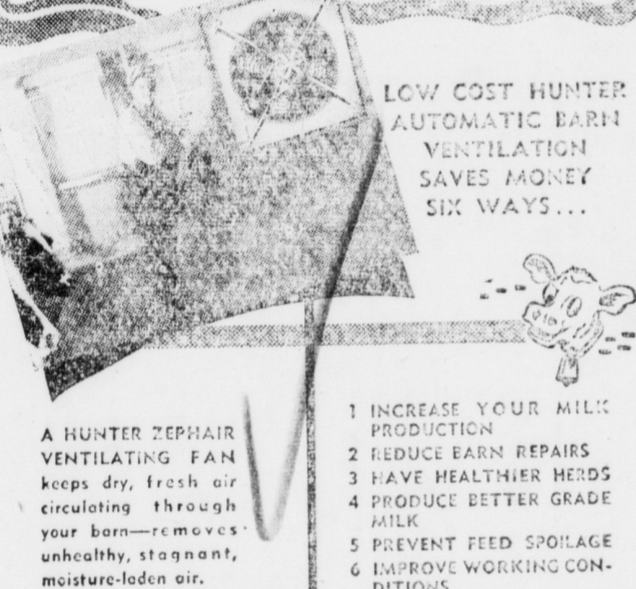 LOW COST HUNTER
AUTOMATIC BARN
VENTILATION
SAVES MONEY
SIX WAYS...
A HUNTER ZEPHAIR
VENTILATING FAN
keeps dry, fresh air
circulating through
your barn—removes
unhealthy, stagnant,
moisture-laden air.
1 INCREASE YOUR MILK
PRODUCTION
2 REDUCE BARN REPAIRS
3 HAVE HEALTHIER HERDS
4 PRODUCE BETTER GRADE
MILK
5 PREVENT FEED SPOILAGE
6 IMPROVE WORKING CON-
DITIONS